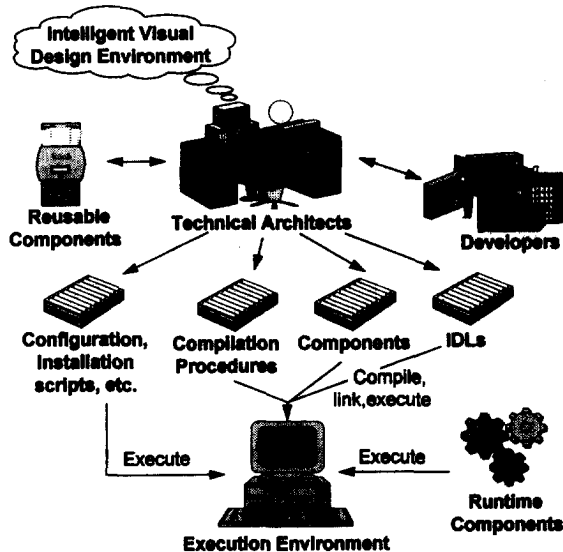 Intelligent Visual
Design Environment
Reusable
Components
Technical Architects
Developers
Configuration,
Installation
scripts, etc.
Compilation
Procedures
Components
IDLs
Compile,
link,execute
Execute
Execute
Runtime
Components
Execution Environment